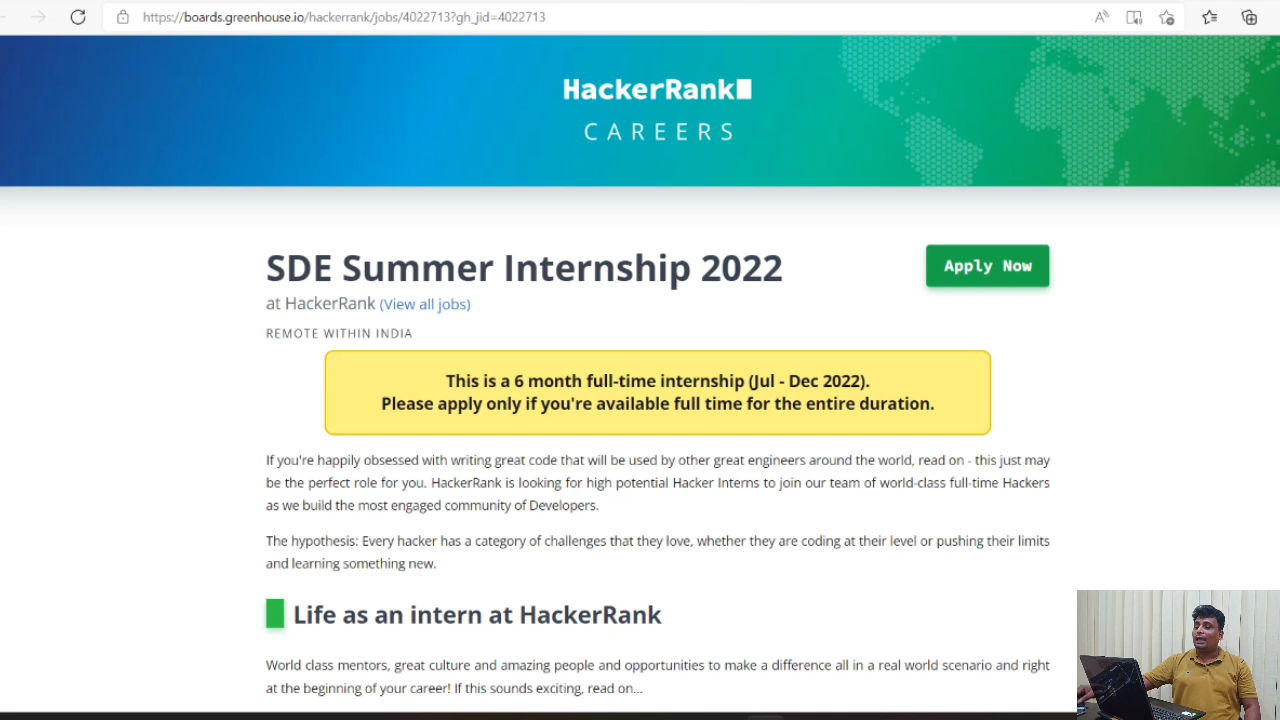 https://boards.greenhouse.io/hackerrank/jobs/4022713?gh_jid=4022713
HackerRank
CAREERS
SDE Summer Internship 2022
Apply Now
at HackerRank (View all jobs)
REMOTE WITHIN INDIA
This is a 6 month full-time internship (Jul - Dec 2022).
Please apply only if you're available full time for the entire duration.
If you're happily obsessed with writing great code that will be used by other great engineers around the world, read on - this just may
be the perfect role for you. HackerRank is looking for high potential Hacker Interns to join our team of world-class full-time Hackers
as we build the most engaged community of Developers.
The hypothesis: Every hacker has a category of challenges that they love, whether they are coding at their level or pushing their limits
and learning something new.
Life as an intern at HackerRank
World class mentors, great culture and amazing people and opportunities to make a difference all in a real world scenario and right
at the beginning of your career! If this sounds exciting, read on...